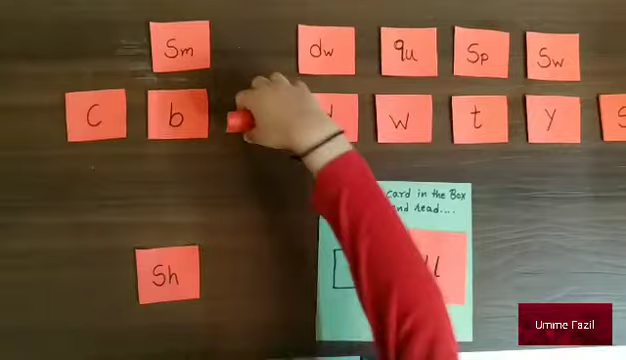 Sm dw qu Sp Sw
c b w t y S
card in the Box
and read....
Sh ll
Umme Fazil